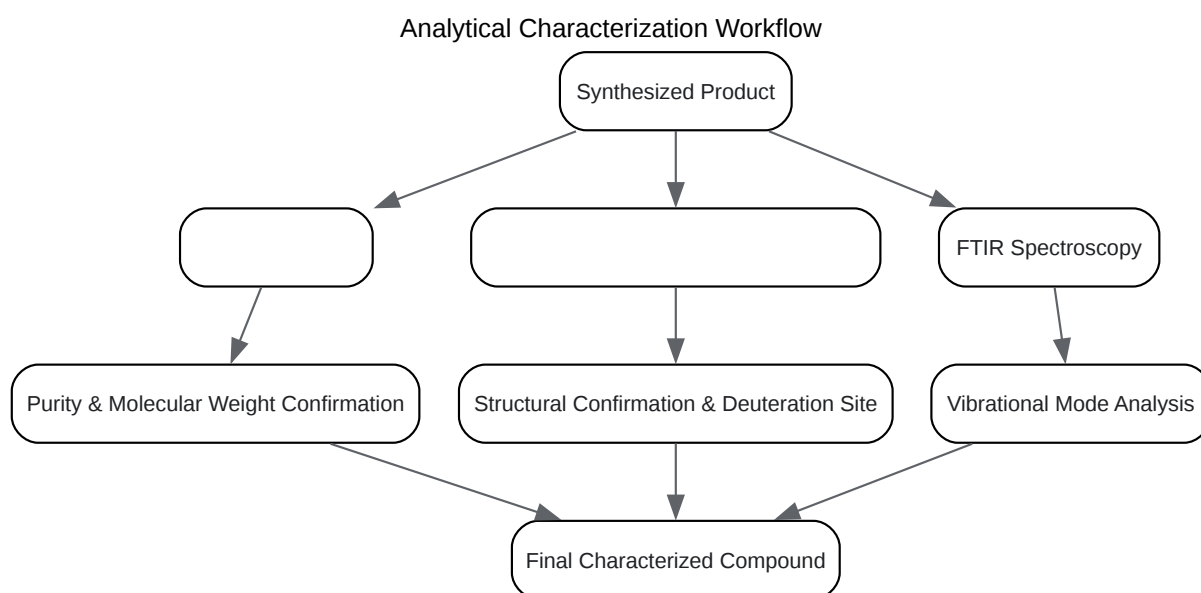 Analytical Characterization Workflow
Synthesized Product
FTIR Spectroscopy
Purity & Molecular Weight Confirmation
Structural Confirmation & Deuteration Site
Vibrational Mode Analysis
Final Characterized Compound